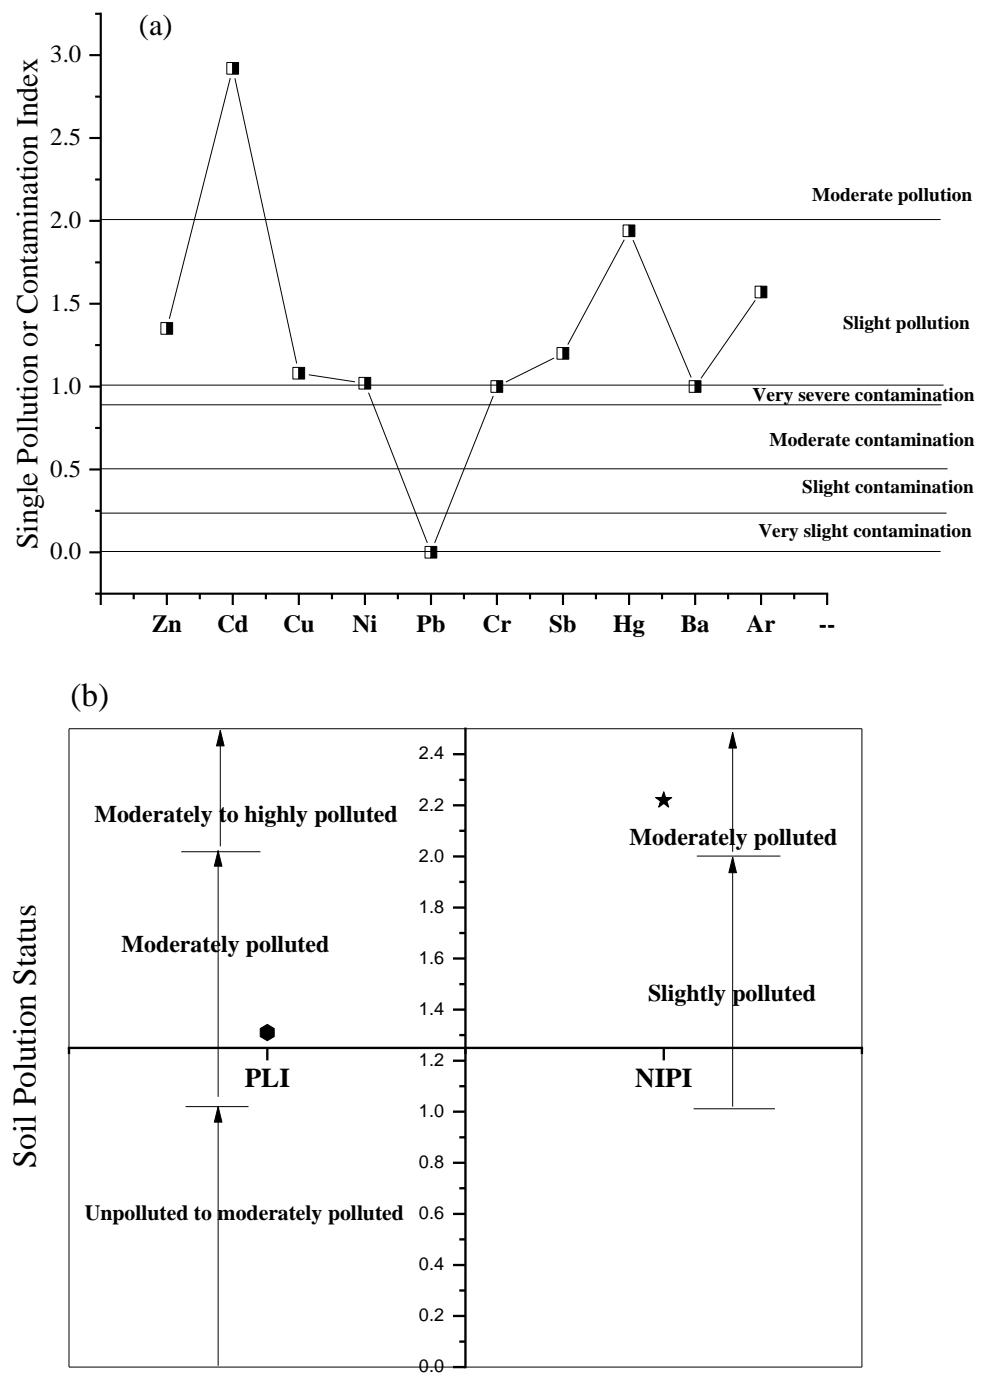 (a)
Single Pollution or Contamination Index
3.0
2.5
2.0
1.5
1.0
0.5
0.0
Moderate pollution
Slight pollution
Very severe contamination
Moderate contamination
Slight contamination
Very slight contamination
Zn Cd Cu Ni Pb Cr Sb Hg Ba Ar --
(b)
Soil Polution Status
2.4
2.2
2.0
1.8
1.6
1.4
1.2
1.0
0.8
0.6
0.4
0.2
0.0
Moderately to highly polluted
Moderately polluted
Moderately polluted
Slightly polluted
PLI NIPI
Unpolluted to moderately polluted